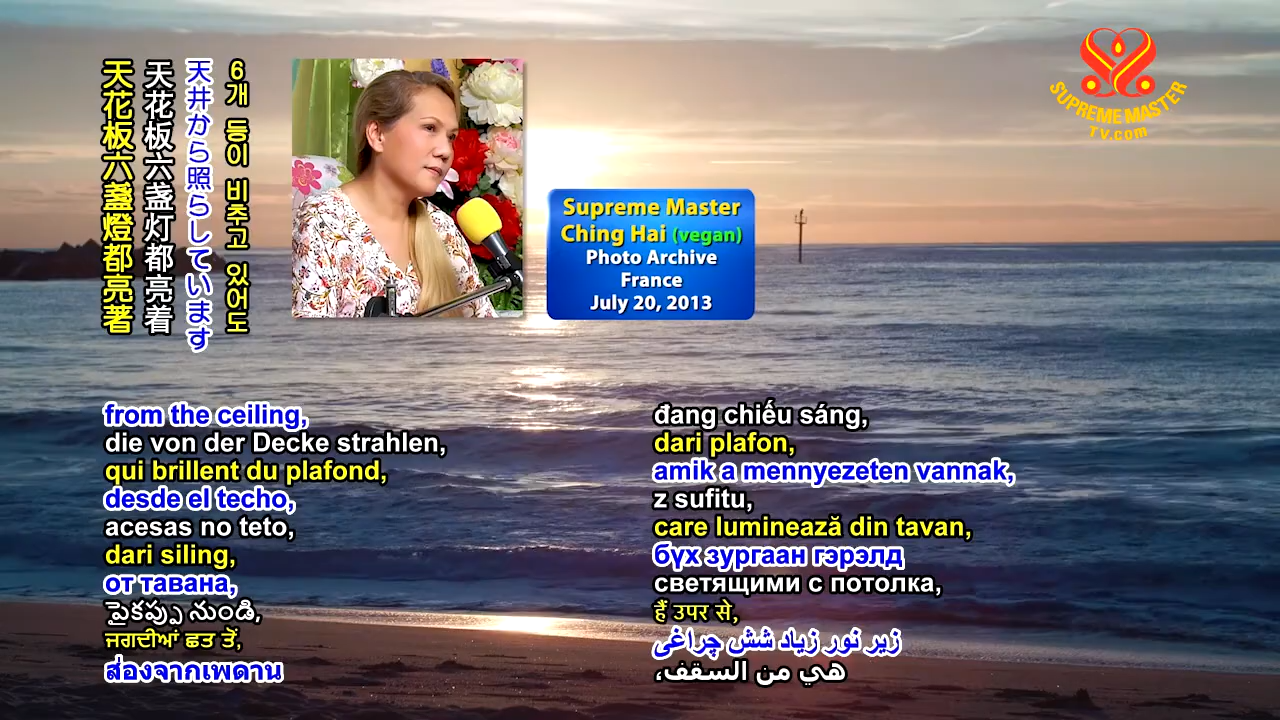 天花板六盞燈都亮著
天花板六盏灯都亮着
天井から照らしています
6개 등이 비추고 있어도
SUPREME MASTER
TV.com
Supreme Master
Ching Hai (vegan)
Photo Archive
France
July 20, 2013
from the ceiling,
die von der Decke strahlen,
qui brillent du plafond,
desde el techo,
acesas no teto,
dari siling,
от тавана,
పైకప్పు నుండి,
ਜਗਦੀਆਂ ਛਤ ਤੋਂ,
ส่องจากเพดาน
đang chiếu sáng,
dari plafon,
amik a mennyezeten vannak,
z sufitu,
care luminează din tavan,
бүх зургаан гэрэлд
светящими с потолка,
हैं उपर से,
زیر نور زیاد شش چراغی
هي من السقف،